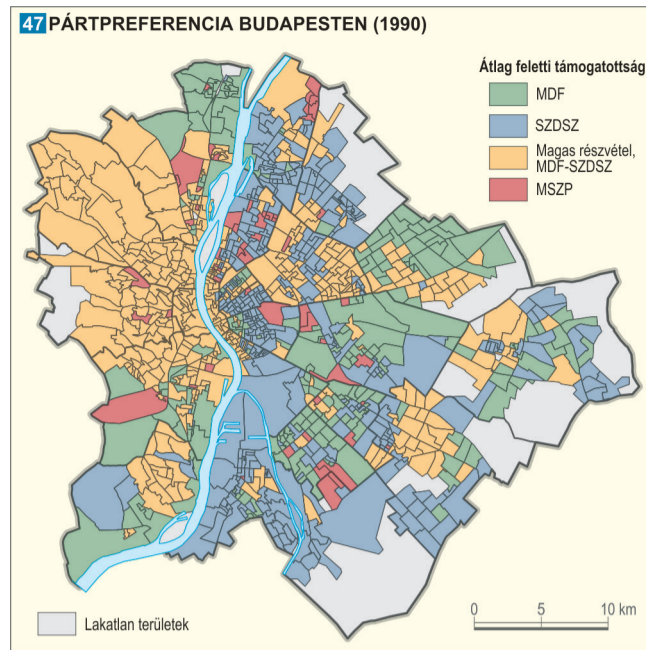 47 PÁRTPREFERENCIA BUDAPESTEN (1990)
Átlag feletti támogatottság
MDF
SZDSZ
Magas részvétel,
MDF-SZDSZ
MSZP
Lakatlan területek
0 5 10 km